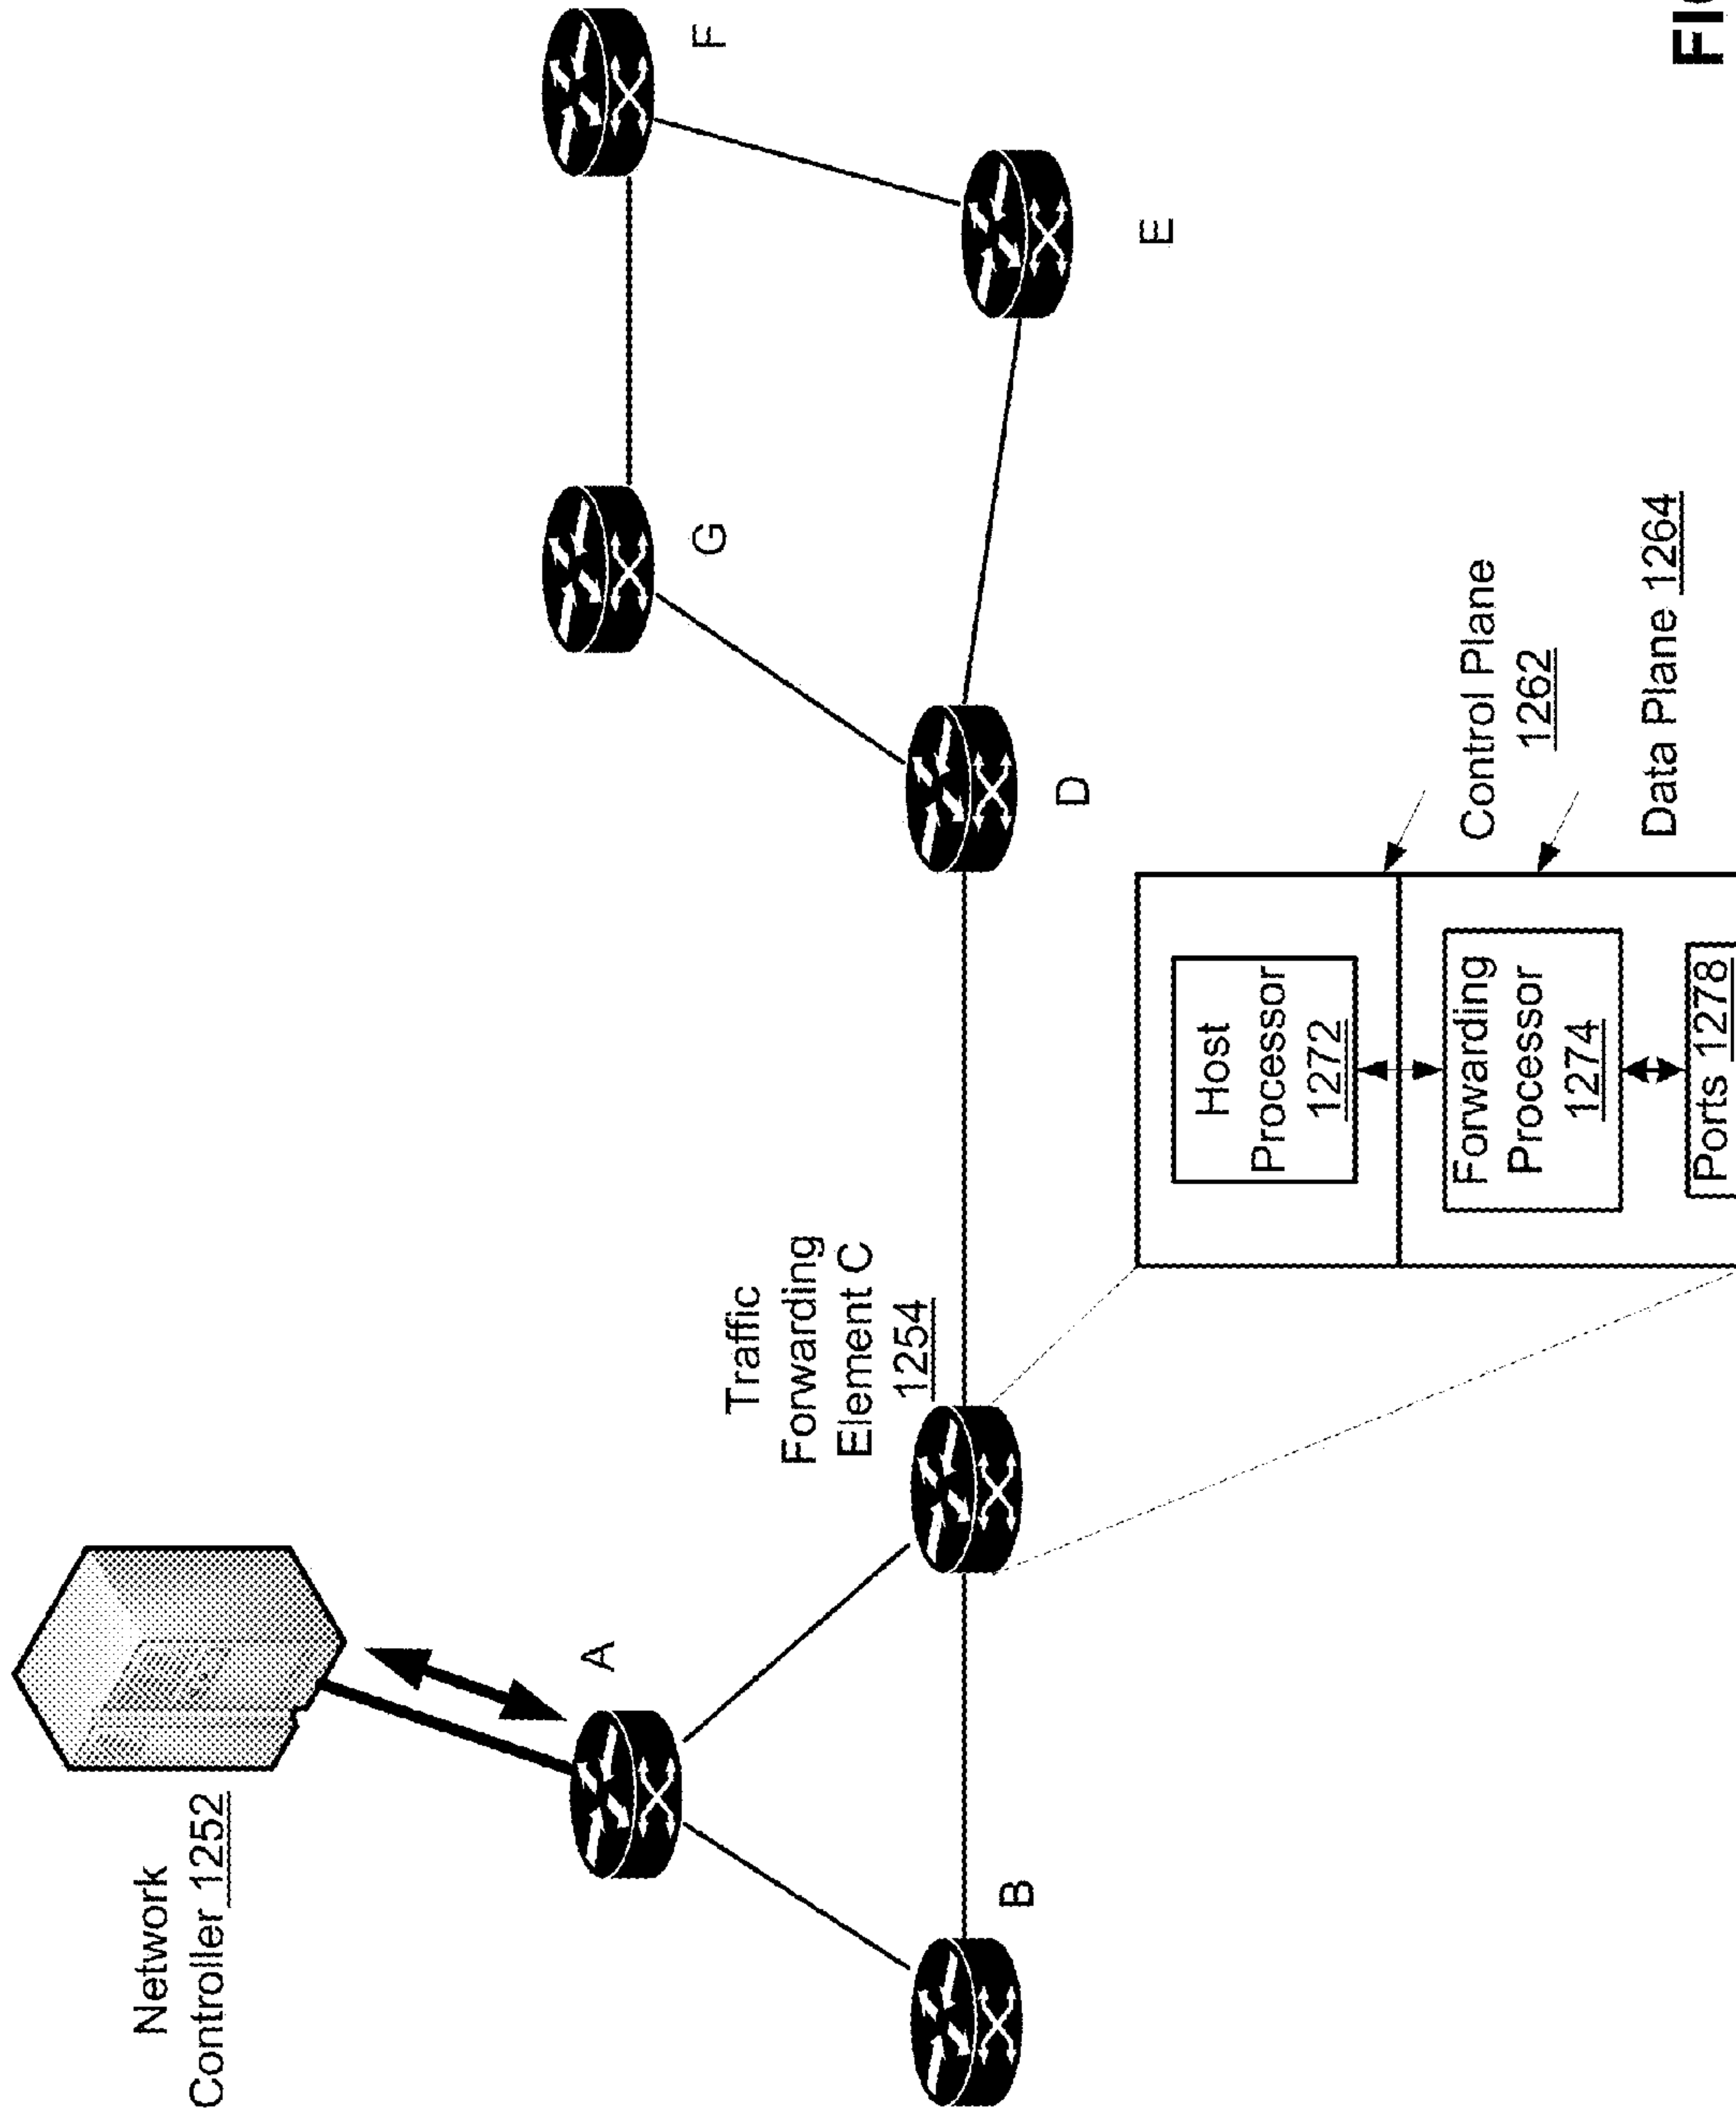 Network
Controller 1252
A
B
Traffic
Forwarding
Element C
1254
D
G
F
E
Host
Processor
1272
Forwarding
Processor
1274
Ports 1278
Control Plane
1262
Data Plane 1264